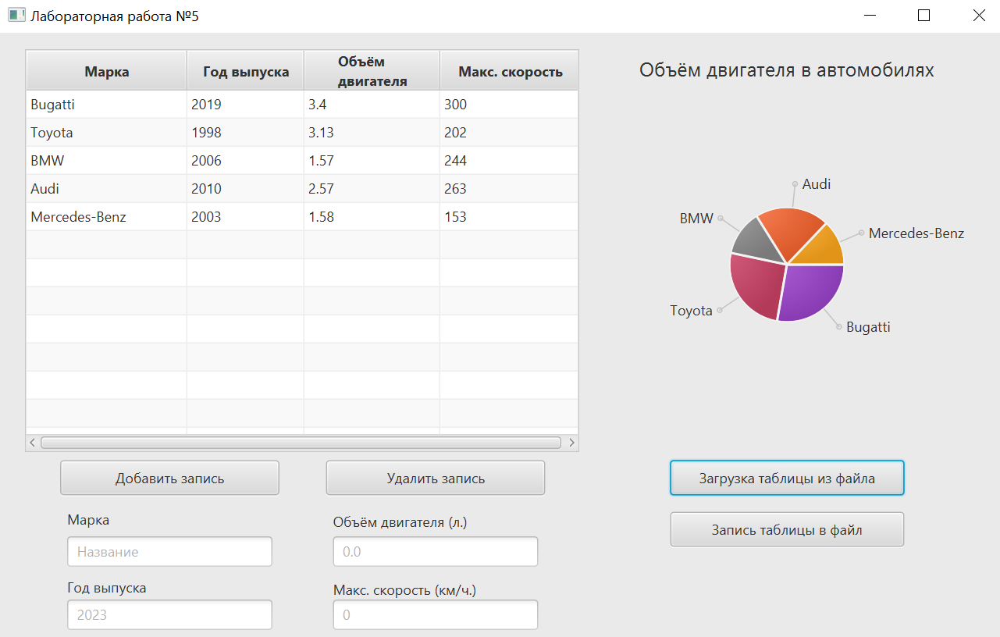 Лабораторная работа №5
Марка Год выпуска Объём двигателя Макс. скорость
Bugatti 2019 3.4 300
Toyota 1998 3.13 202
BMW 2006 1.57 244
Audi 2010 2.57 263
Mercedes-Benz 2003 1.58 153
Объём двигателя в автомобилях
Audi
BMW
Mercedes-Benz
Toyota
Bugatti
Добавить запись
Удалить запись
Загрузка таблицы из файла
Запись таблицы в файл
Марка
Название
Объём двигателя (л.)
0.0
Год выпуска
2023
Макс. скорость (км/ч.)
0